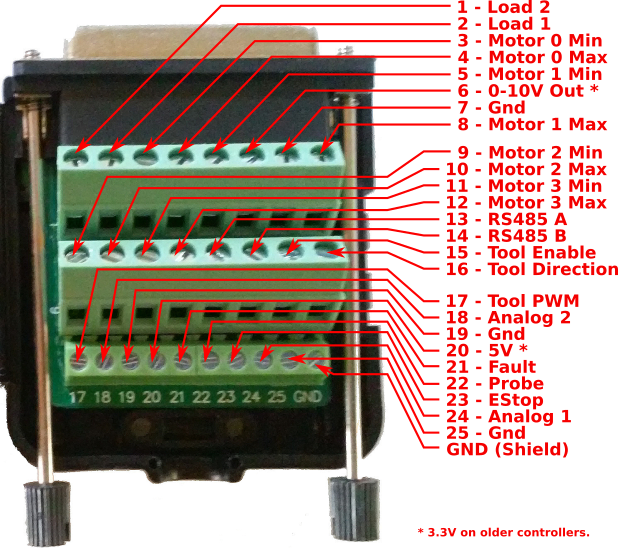 1 - Load 2
2 - Load 1
3 - Motor 0 Min
4 - Motor 0 Max
5 - Motor 1 Min
6 - 0-10V Out *
7 - Gnd
8 - Motor 1 Max
9 - Motor 2 Min
10 - Motor 2 Max
11 - Motor 3 Min
12 - Motor 3 Max
13 - RS485 A
14 - RS485 B
15 - Tool Enable
16 - Tool Direction
17 - Tool PWM
18 - Analog 2
19 - Gnd
20 - 5V *
21 - Fault
22 - Probe
23 - EStop
24 - Analog 1
25 - Gnd
GND (Shield)
17 18 19 20 21 22 23 24 25 GND
* 3.3V on older controllers.